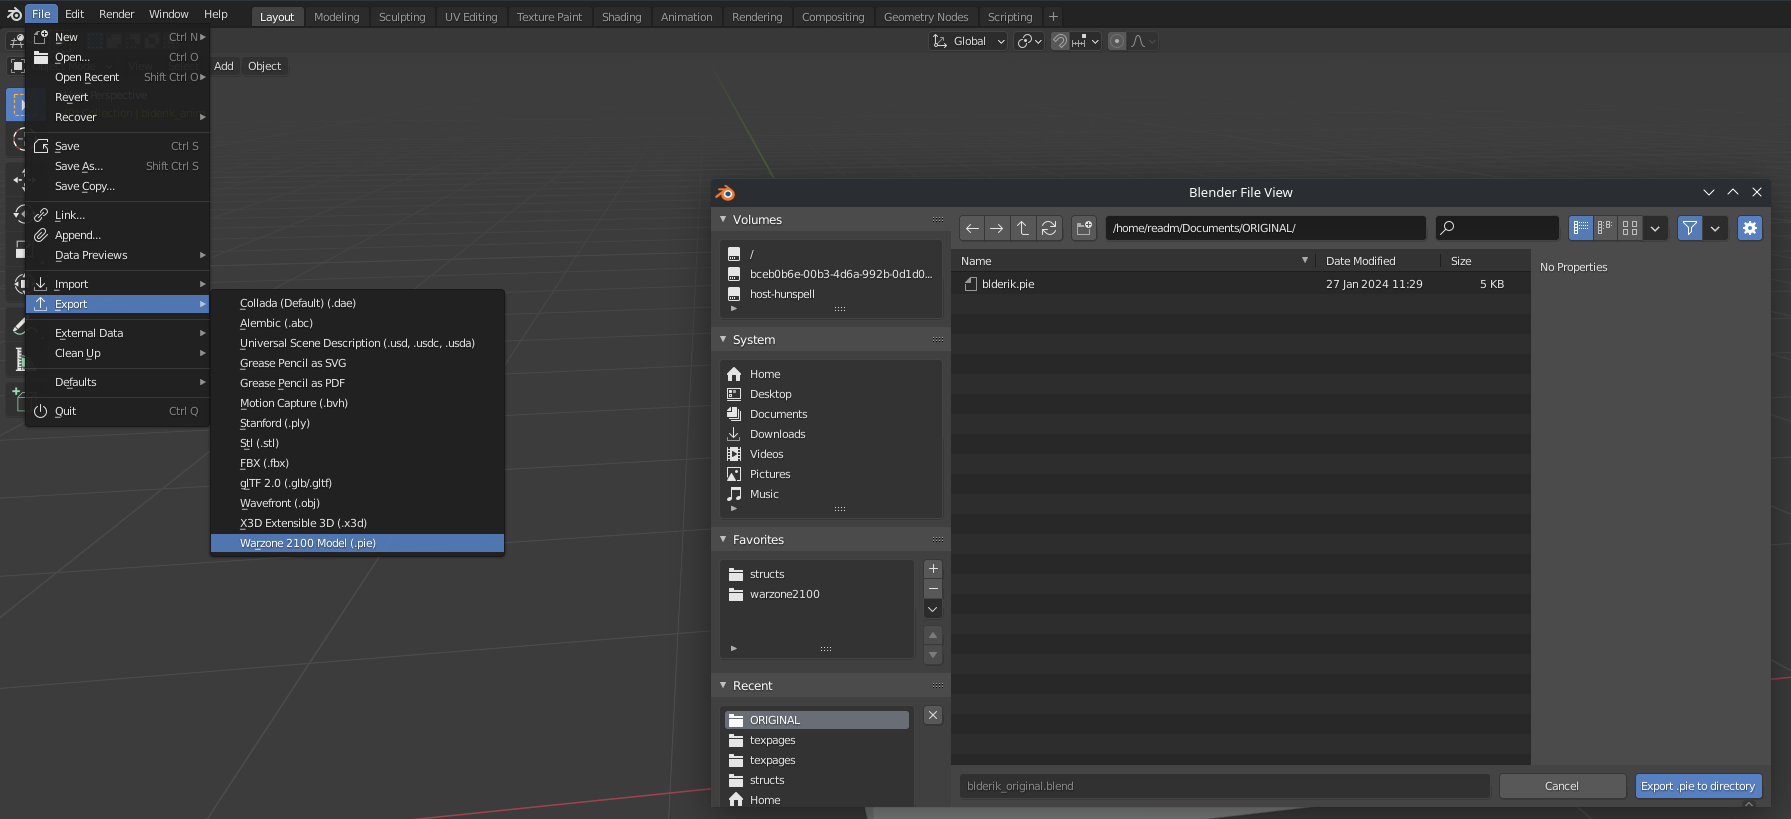 File Edit Render Window Help
Layout Modeling Sculpting UV Editing Texture Paint Shading Animation Rendering Compositing Geometry Nodes Scripting +
New Ctrl N
Open... Ctrl O
Open Recent Shift Ctrl O
Revert
Recover
Save Ctrl S
Save As... Shift Ctrl S
Save Copy...
Link...
Append...
Data Previews
Import
Export
External Data
Clean Up
Defaults
Quit Ctrl Q
Add Object
Global
Collada (Default) (.dae)
Alembic (.abc)
Universal Scene Description (.usd, .usdc, .usda)
Grease Pencil as SVG
Grease Pencil as PDF
Motion Capture (.bvh)
Stanford (.ply)
Stl (.stl)
FBX (.fbx)
glTF 2.0 (.glb/.gltf)
Wavefront (.obj)
X3D Extensible 3D (.x3d)
Warzone 2100 Model (.pie)
Blender File View
Volumes
/
bceb0b6e-00b3-4d6a-992b-0d1d0...
host-hunspell
System
Home
Desktop
Documents
Downloads
Videos
Pictures
Music
Favorites
structs
warzone2100
Recent
ORIGINAL
texpages
texpages
structs
Home
/home/readm/Documents/ORIGINAL/
Name Date Modified Size
blderik.pie 27 Jan 2024 11:29 5 KB
No Properties
blderik_original.blend
Cancel
Export .pie to directory